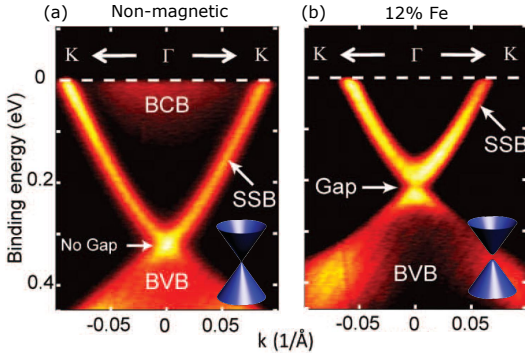 (a) Non-magnetic
K Γ K
BCB
SSB
No Gap
BVB
Binding energy (eV)
0
0.2
0.4
-0.05 0 0.05
(b) 12% Fe
K Γ K
SSB
Gap
BVB
-0.05 0 0.05
k (1/Å)